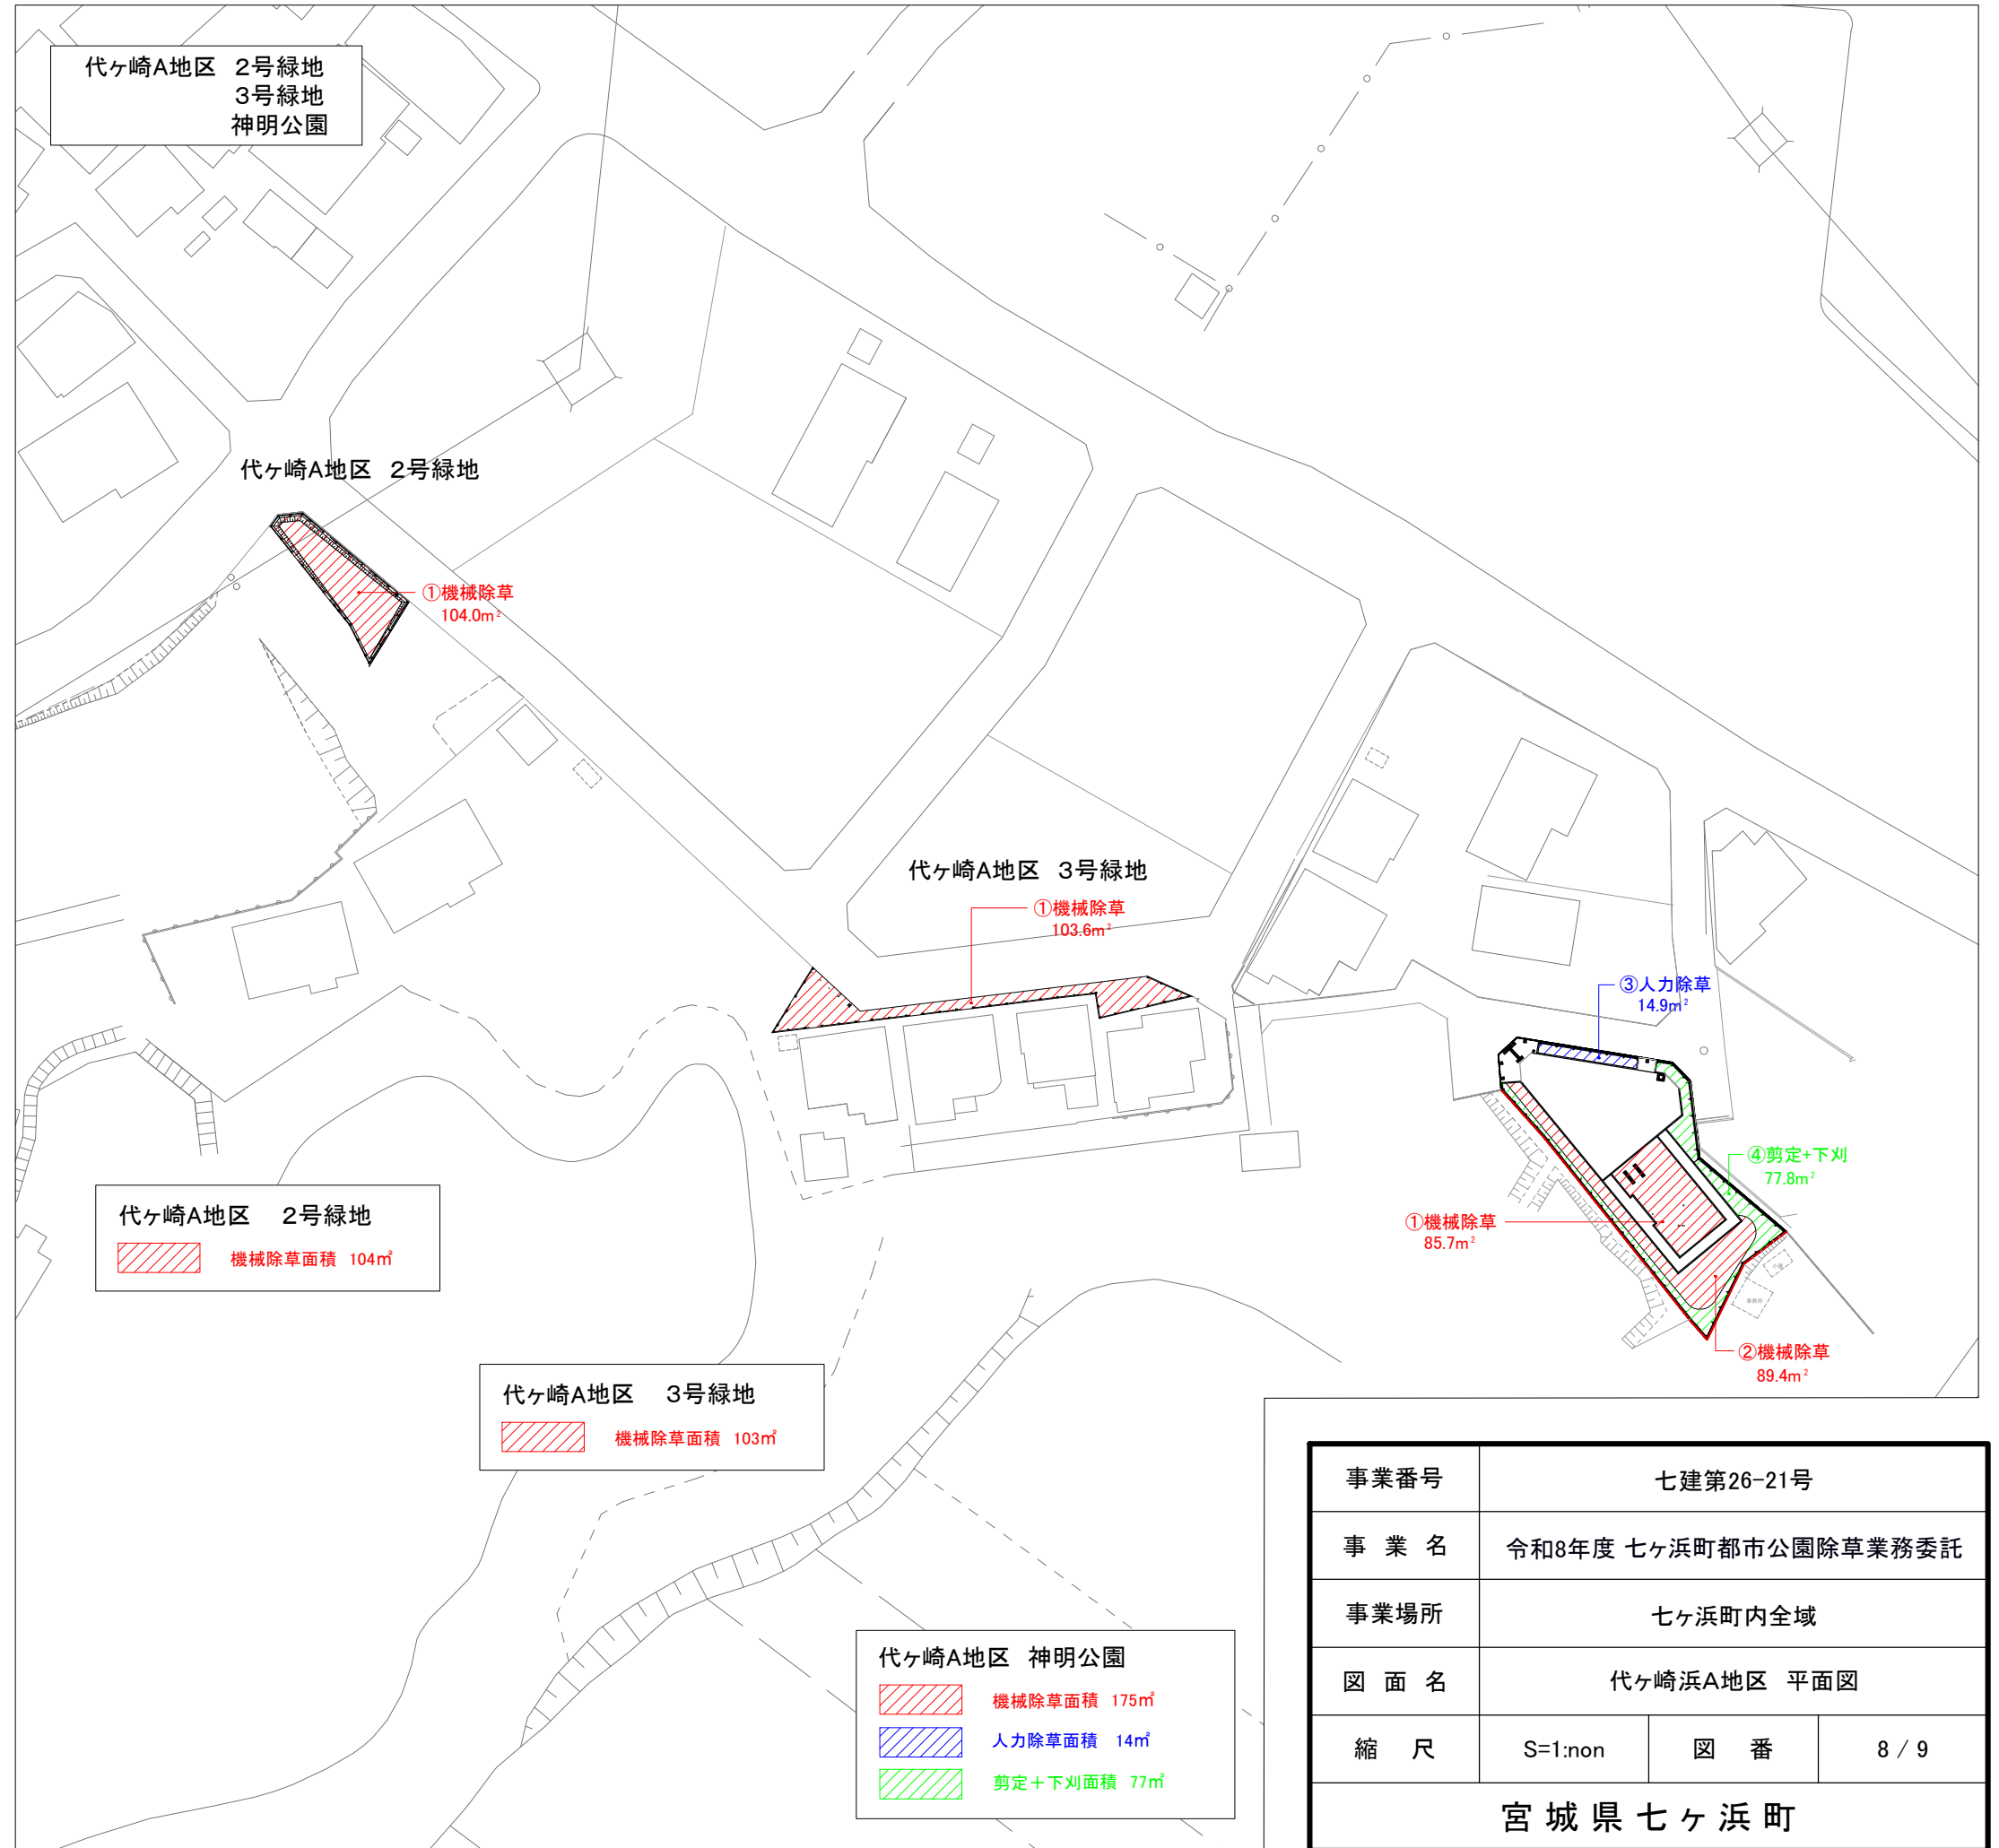 代ヶ崎A地区 2号緑地
3号緑地
神明公園
代ヶ崎A地区 2号緑地
①機械除草
104.0m²
代ヶ崎A地区 3号緑地
①機械除草
103.6m²
③人力除草
14.9m²
④剪定+下刈
77.8m²
①機械除草
85.7m²
②機械除草
89.4m²
代ヶ崎A地区 2号緑地
機械除草面積 104㎡
代ヶ崎A地区 3号緑地
機械除草面積 103㎡
代ヶ崎A地区 神明公園
機械除草面積 175㎡
人力除草面積 14㎡
剪定＋下刈面積 77㎡
事業番号 七建第26-21号
事業名 令和8年度 七ヶ浜町都市公園除草業務委託
事業場所 七ヶ浜町内全域
図面名 代ヶ崎浜A地区 平面図
縮尺 S=1:non 図番 8 / 9
宮城県七ヶ浜町